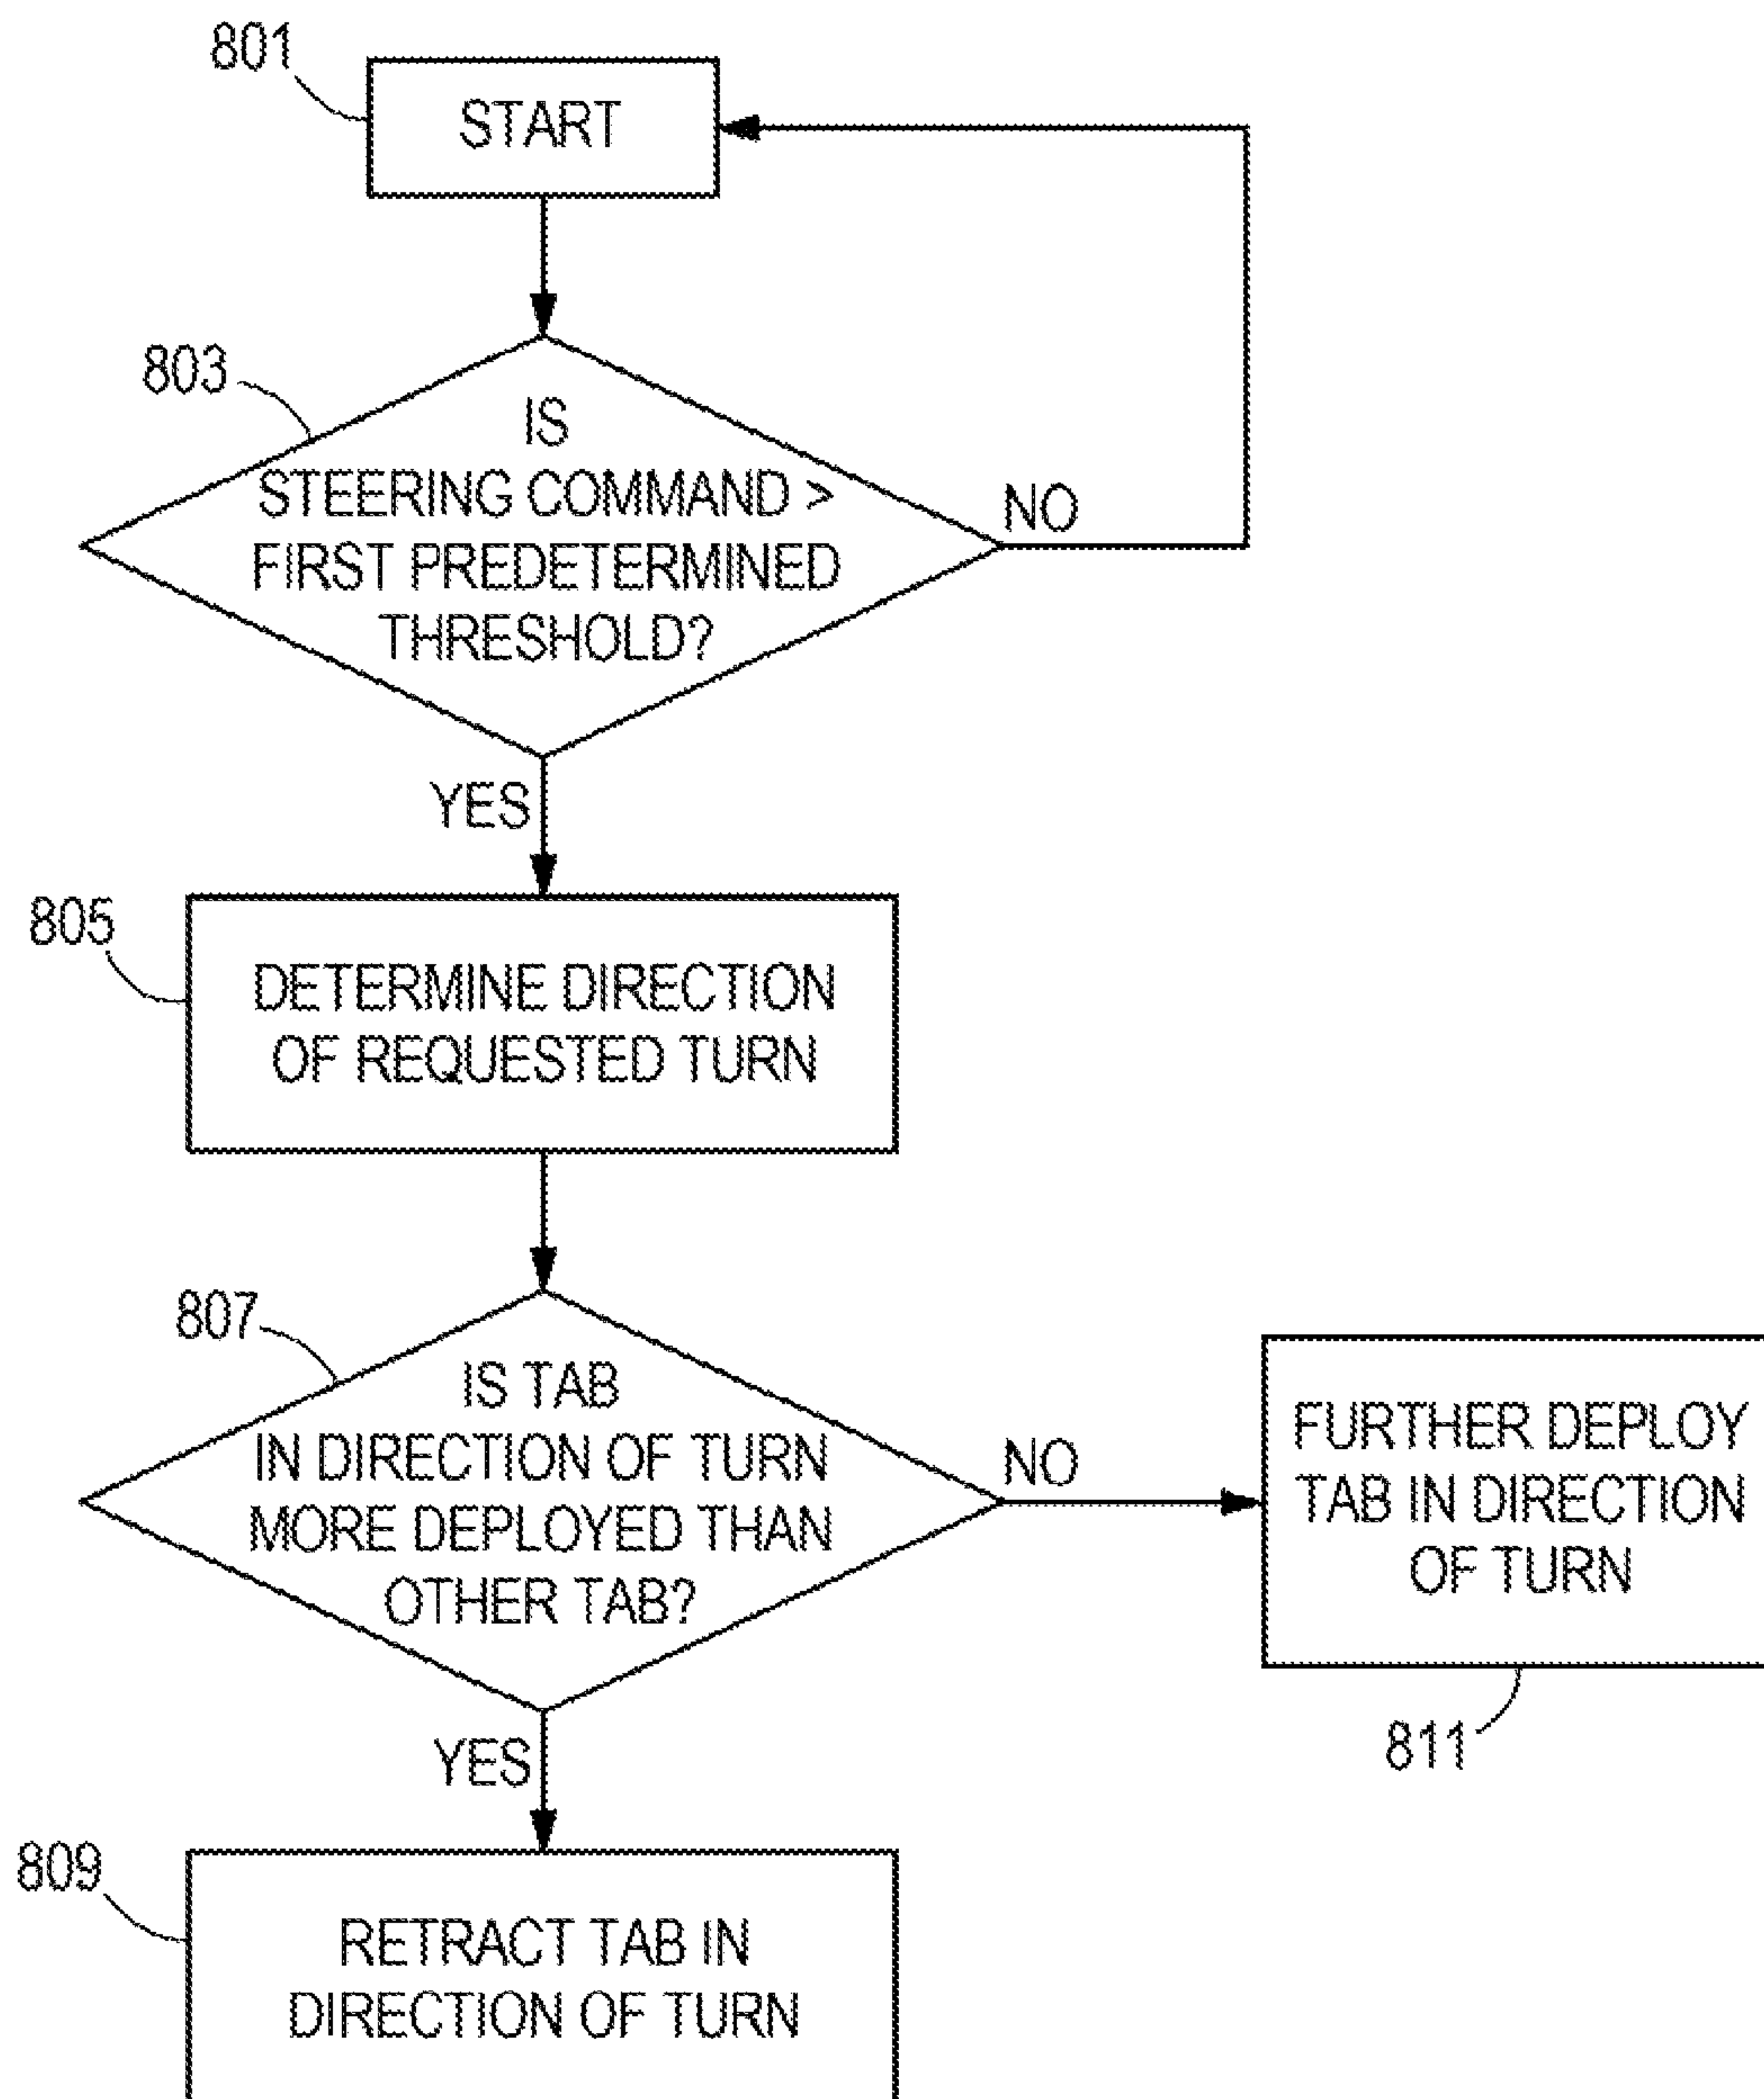 801
START
803
IS
STEERING COMMAND >
FIRST PREDETERMINED
THRESHOLD?
NO
YES
805
DETERMINE DIRECTION
OF REQUESTED TURN
807
IS TAB
IN DIRECTION OF TURN
MORE DEPLOYED THAN
OTHER TAB?
NO
FURTHER DEPLOY
TAB IN DIRECTION
OF TURN
811
YES
809
RETRACT TAB IN
DIRECTION OF TURN